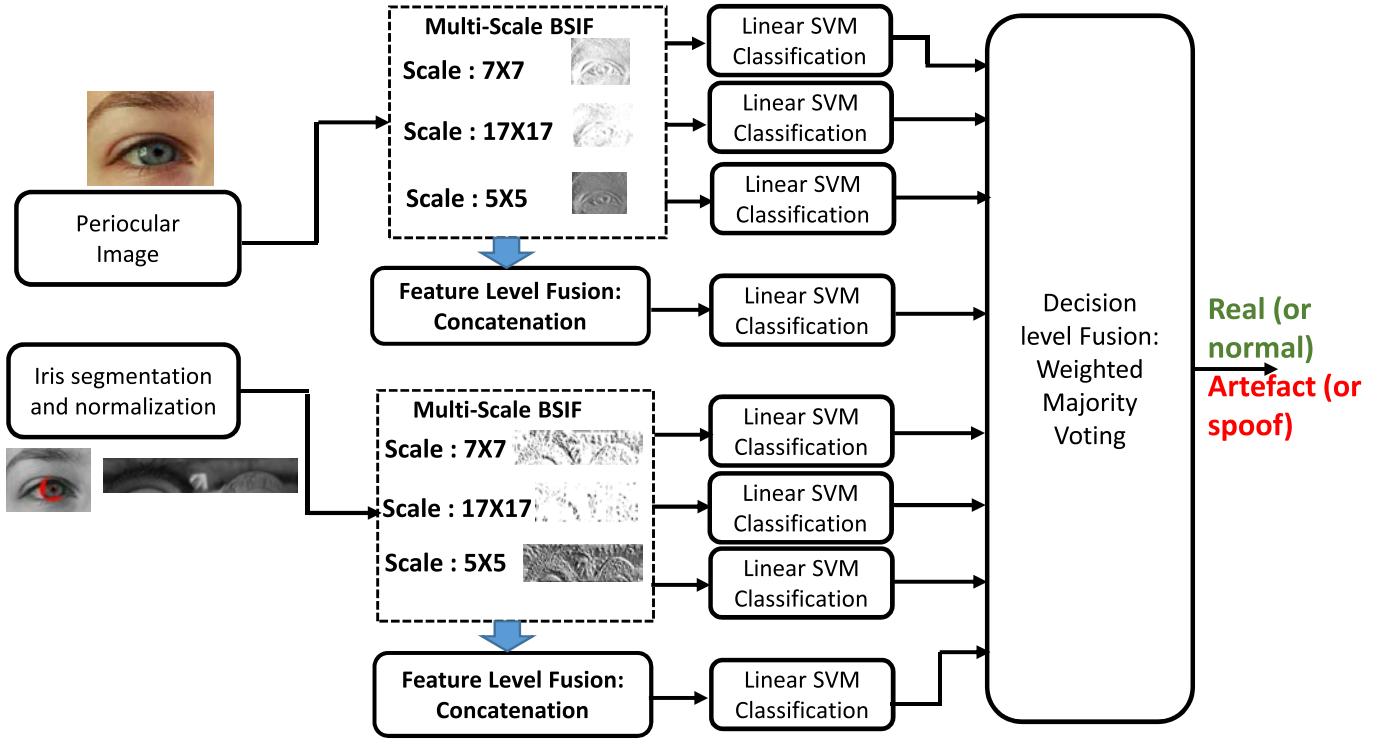 Multi-Scale BSIF
Scale : 7X7
Scale : 17X17
Scale : 5X5
Linear SVM
Classification
Linear SVM
Classification
Linear SVM
Classification
Periocular
Image
Feature Level Fusion:
Concatenation
Linear SVM
Classification
Iris segmentation
and normalization
Multi-Scale BSIF
Scale : 7X7
Scale : 17X17
Scale : 5X5
Linear SVM
Classification
Linear SVM
Classification
Linear SVM
Classification
Feature Level Fusion:
Concatenation
Linear SVM
Classification
Decision
level Fusion:
Weighted
Majority
Voting
Real (or
normal)
Artefact (or
spoof)